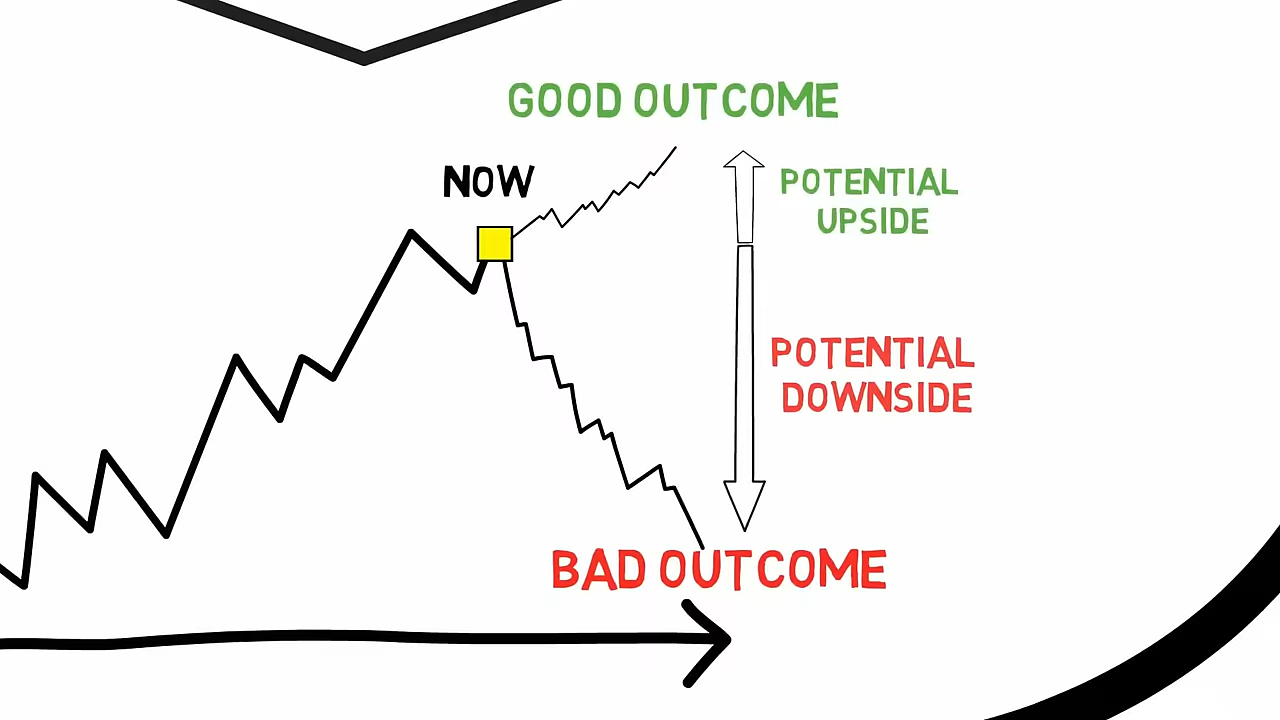 GOOD OUTCOME
NOW
POTENTIAL
UPSIDE
POTENTIAL
DOWNSIDE
BAD OUTCOME